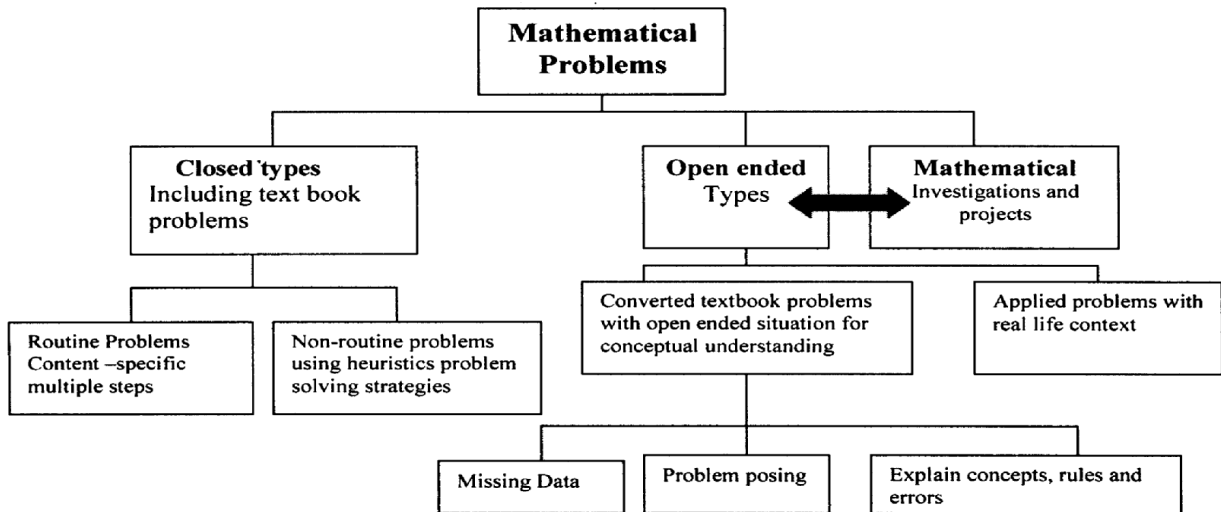 Mathematical
Problems
Closed types
Including text book
problems
Open ended
Types
Mathematical
Investigations and
projects
Routine Problems
Content –specific
multiple steps
Non-routine problems
using heuristics problem
solving strategies
Converted textbook problems
with open ended situation for
conceptual understanding
Applied problems with
real life context
Missing Data
Problem posing
Explain concepts, rules and
errors